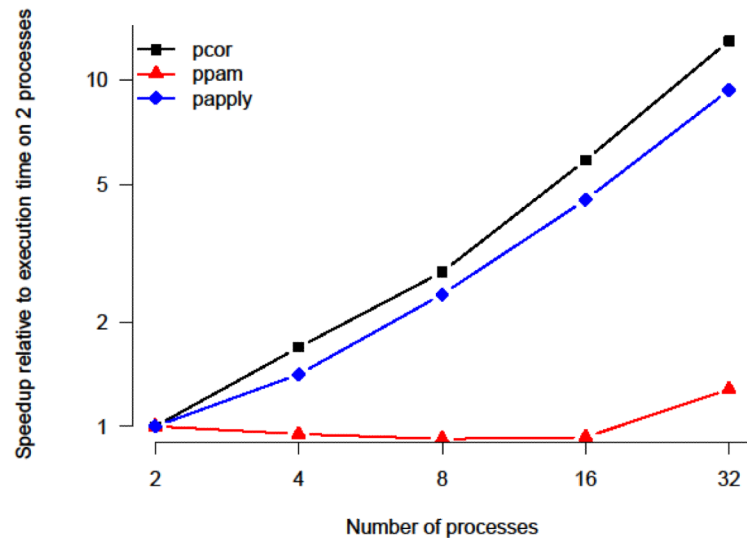 Speedup relative to execution time on 2 processes
10
5
2
1
pcor
ppam
papply
2 4 8 16 32
Number of processes